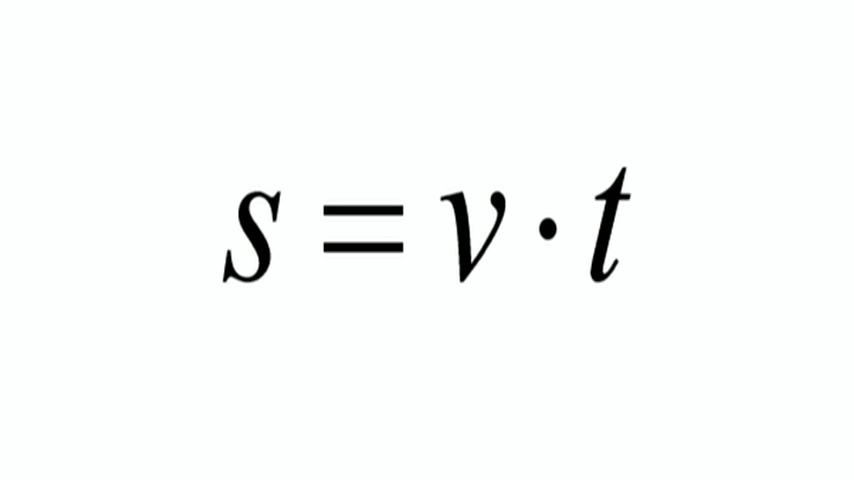 s = v · t